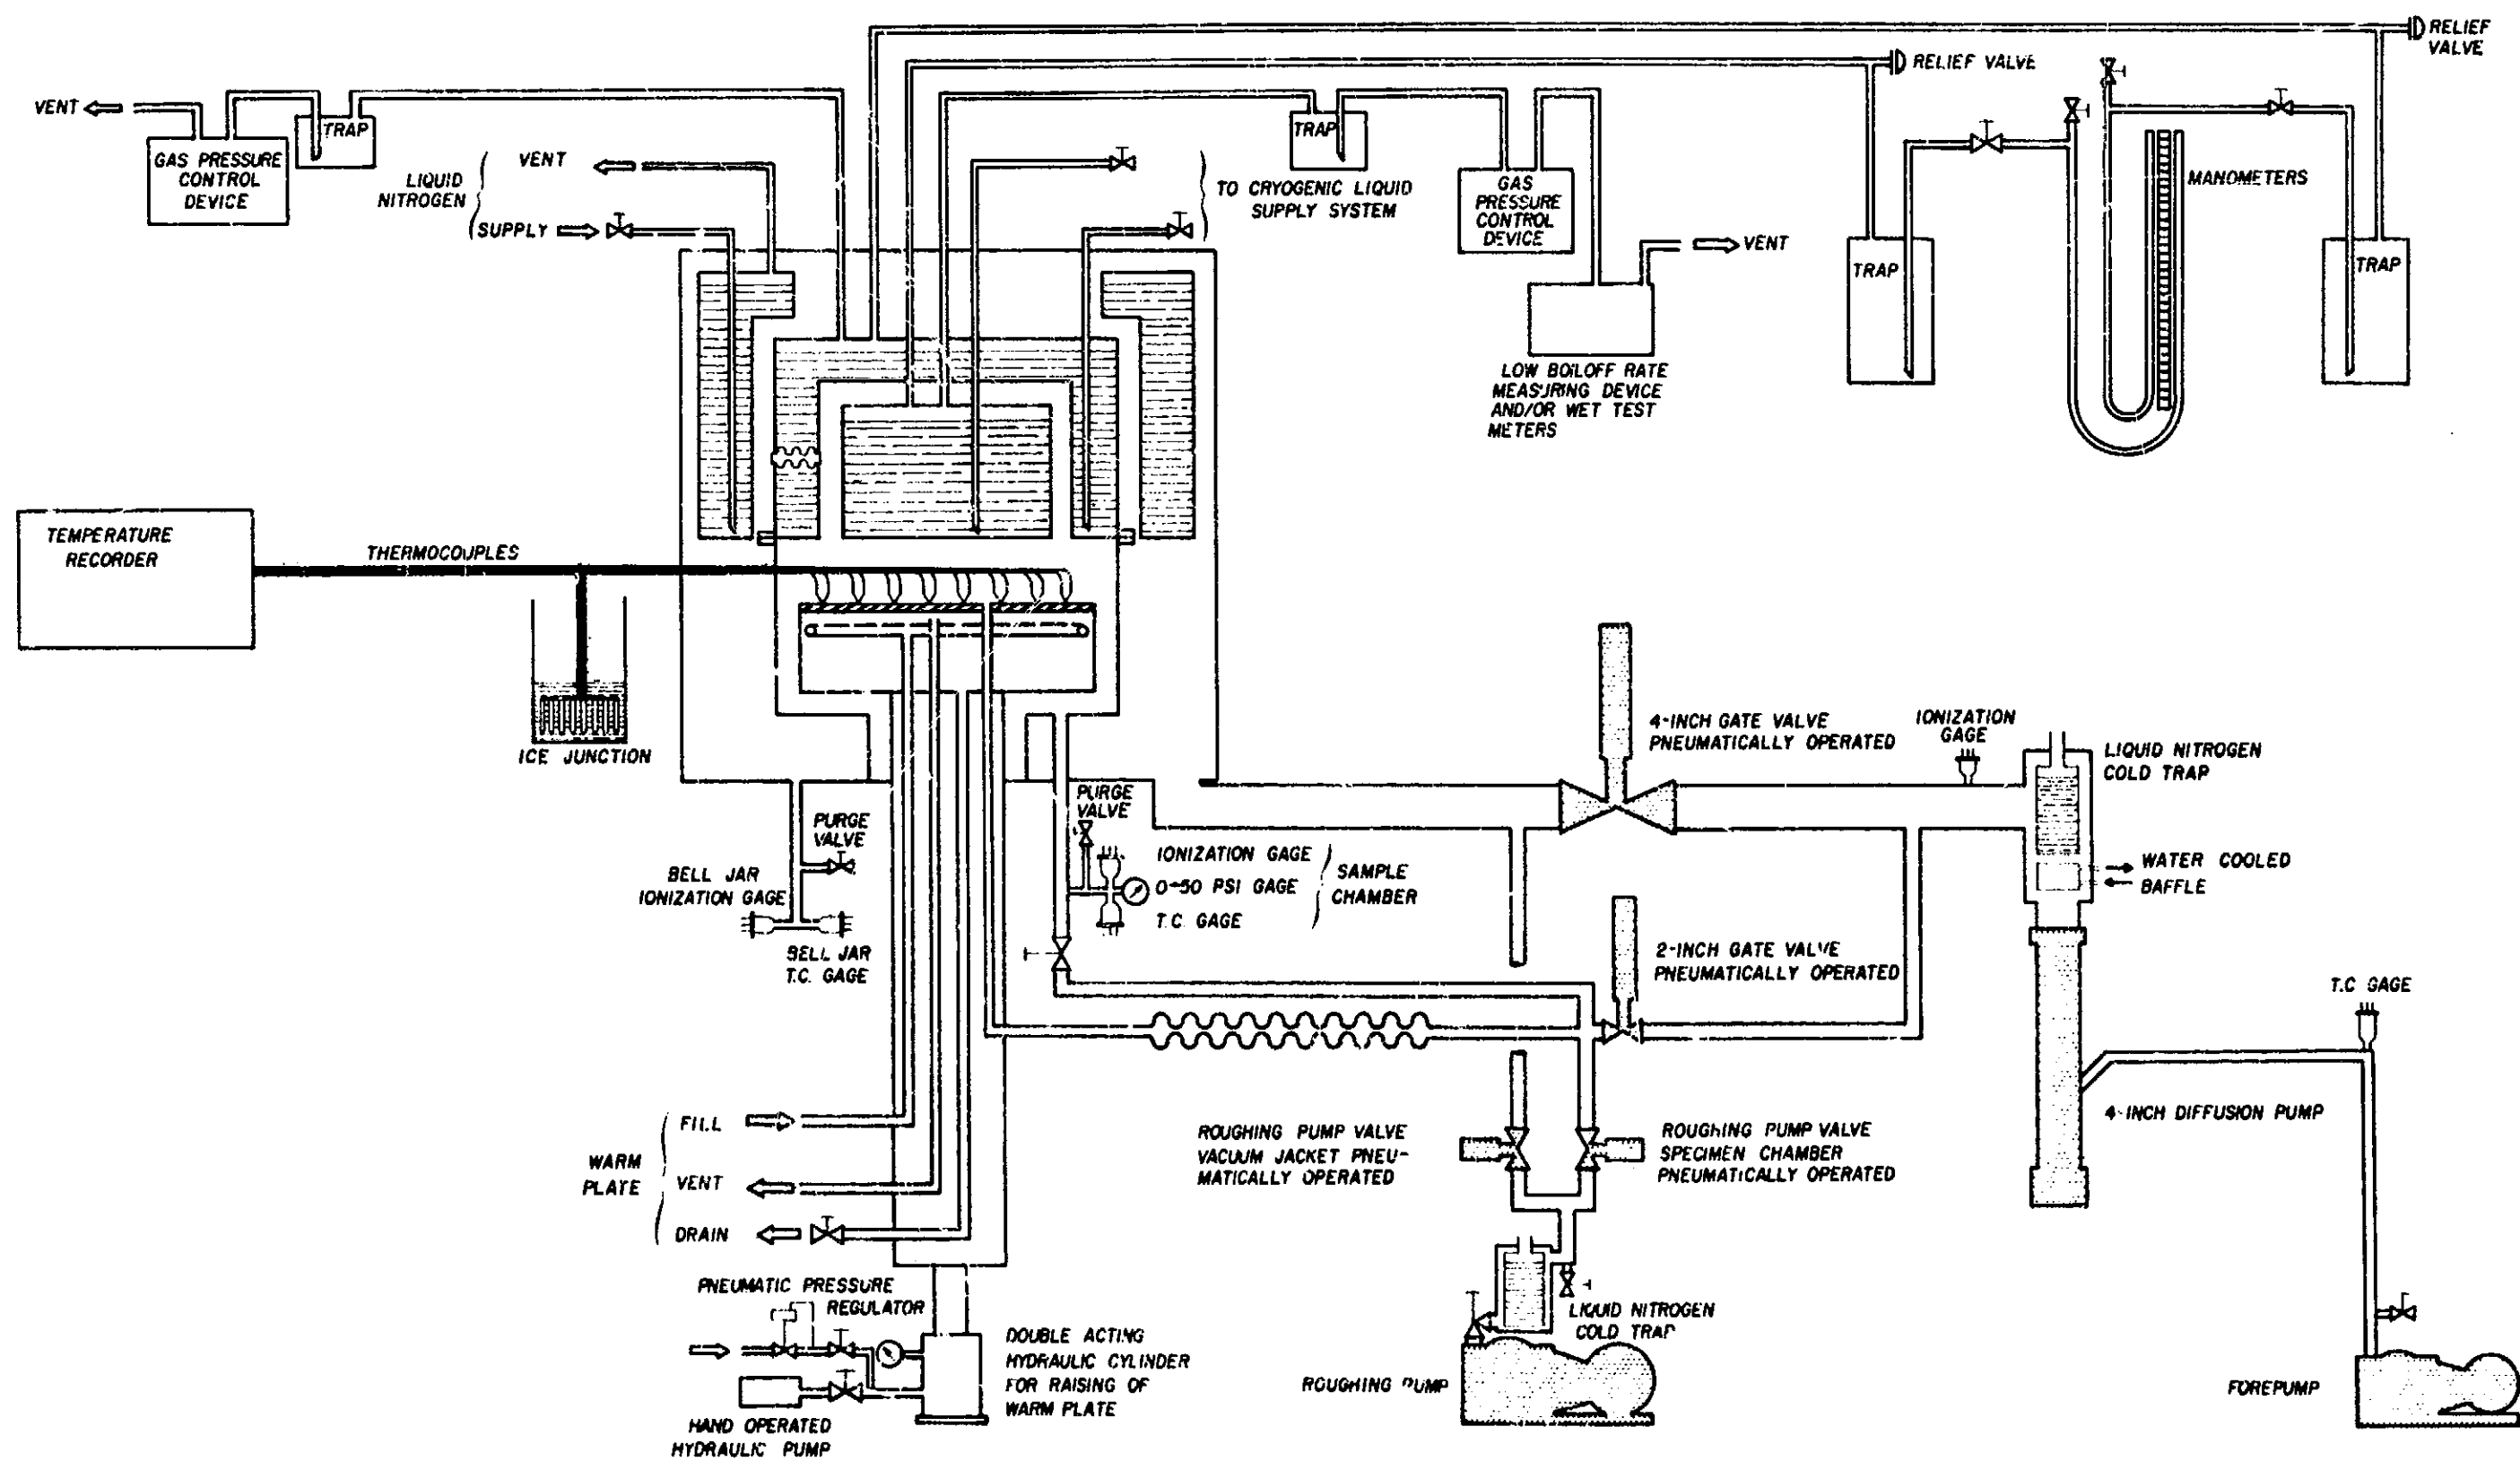 RELIEF
VALVE
RELIEF VALVE
VENT
TRAP
GAS PRESSURE
CONTROL
DEVICE
LIQUID
NITROGEN
VENT
SUPPLY
TRAP
TO CRYOGENIC LIQUID
SUPPLY SYSTEM
GAS
PRESSURE
CONTROL
DEVICE
VENT
LOW BOILOFF RATE
MEASURING DEVICE
AND/OR WET TEST
METERS
TRAP
MANOMETERS
TRAP
TEMPERATURE
RECORDER
THERMOCOUPLES
ICE JUNCTION
4-INCH GATE VALVE
PNEUMATICALLY OPERATED
IONIZATION
GAGE
LIQUID NITROGEN
COLD TRAP
WATER COOLED
BAFFLE
PURGE
VALVE
BELL JAR
IONIZATION GAGE
BELL JAR
T.C. GAGE
PURGE
VALVE
IONIZATION GAGE
0-50 PSI GAGE
T.C. GAGE
SAMPLE
CHAMBER
2-INCH GATE VALVE
PNEUMATICALLY OPERATED
T.C GAGE
4-INCH DIFFUSION PUMP
WARM
PLATE
FILL
VENT
DRAIN
ROUGHING PUMP VALVE
VACUUM JACKET PNEU-
MATICALLY OPERATED
ROUGHING PUMP VALVE
SPECIMEN CHAMBER
PNEUMATICALLY OPERATED
PNEUMATIC PRESSURE
REGULATOR
DOUBLE ACTING
HYDRAULIC CYLINDER
FOR RAISING OF
WARM PLATE
HAND OPERATED
HYDRAULIC PUMP
LIQUID NITROGEN
COLD TRAP
ROUGHING PUMP
FOREPUMP